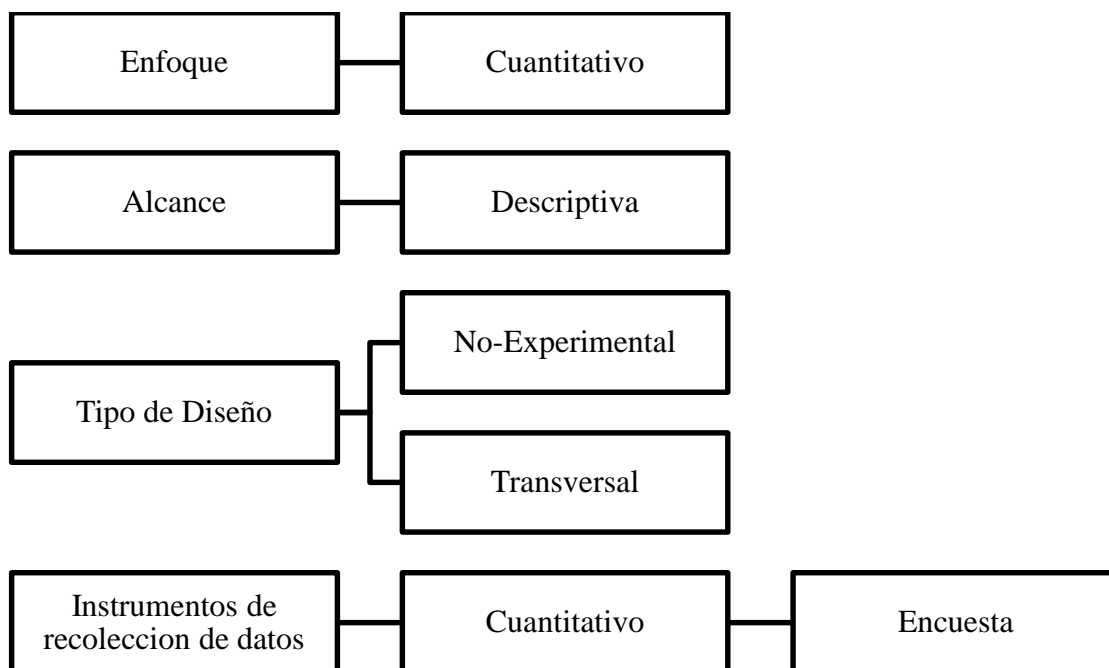 Enfoque
Cuantitativo
Alcance
Descriptiva
Tipo de Diseño
No-Experimental
Transversal
Instrumentos de
recoleccion de datos
Cuantitativo
Encuesta